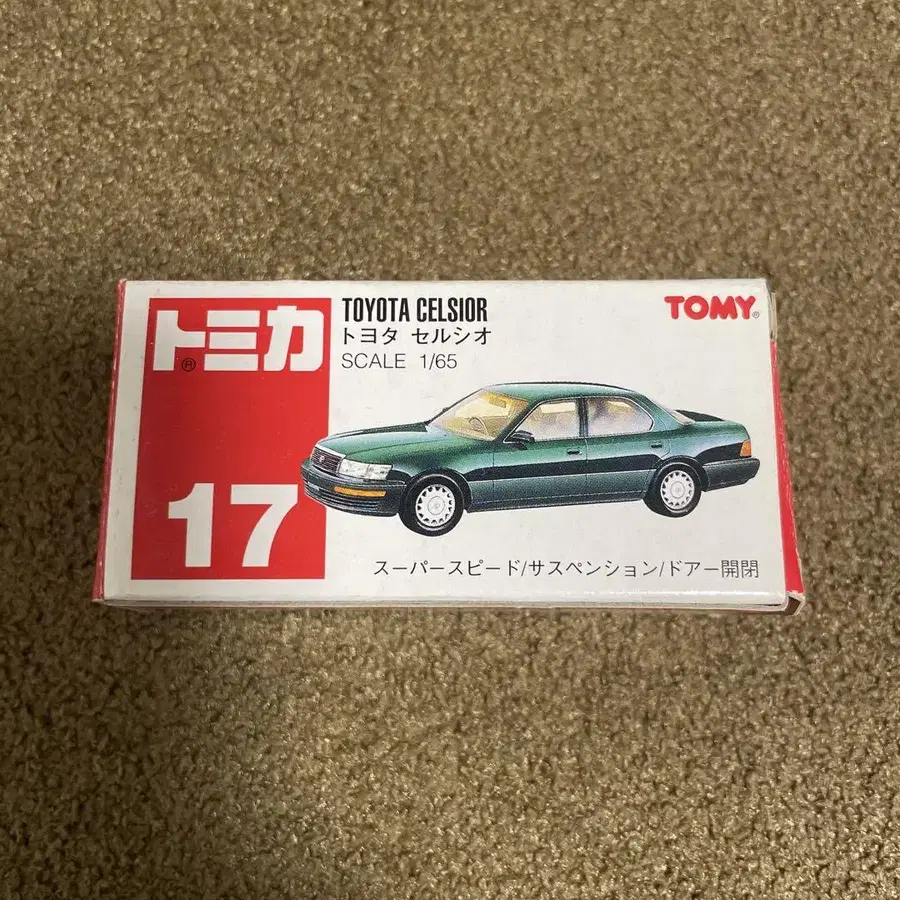 トミカ®
17
TOYOTA CELSIOR
トヨタ セルシオ
SCALE 1/65
TOMY®
スーパースピード/サスペンション/ドアー開閉